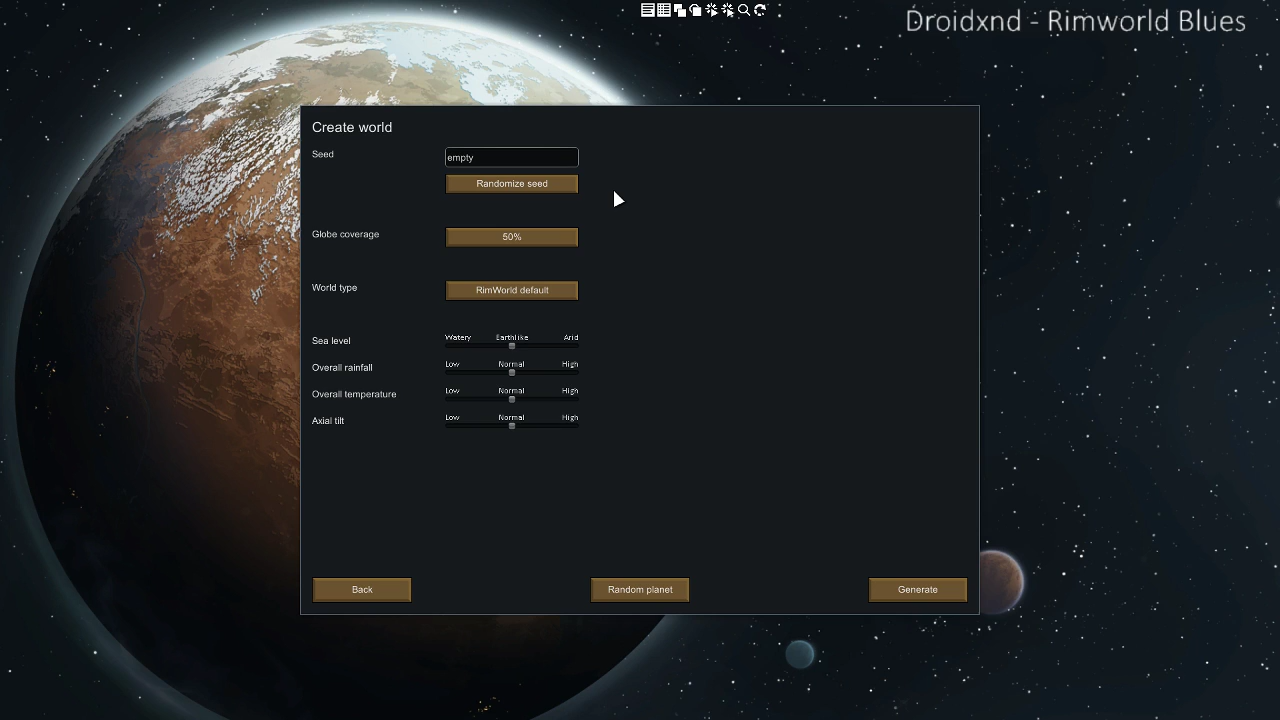 Droidxnd - Rimworld Blues
Create world
Seed
empty
Randomize seed
Globe coverage
50%
World type
RimWorld default
Sea level
Watery Earthlike Arid
Overall rainfall
Low Normal High
Overall temperature
Low Normal High
Axial tilt
Low Normal High
Back
Random planet
Generate